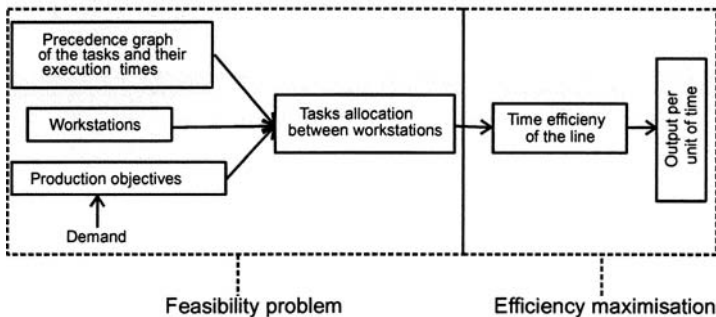 Precedence graph
of the tasks and their
execution times
Workstations
Production objectives
Demand
Tasks allocation
between workstations
Time efficieny
of the line
Output per
unit of time
Feasibility problem
Efficiency maximisation